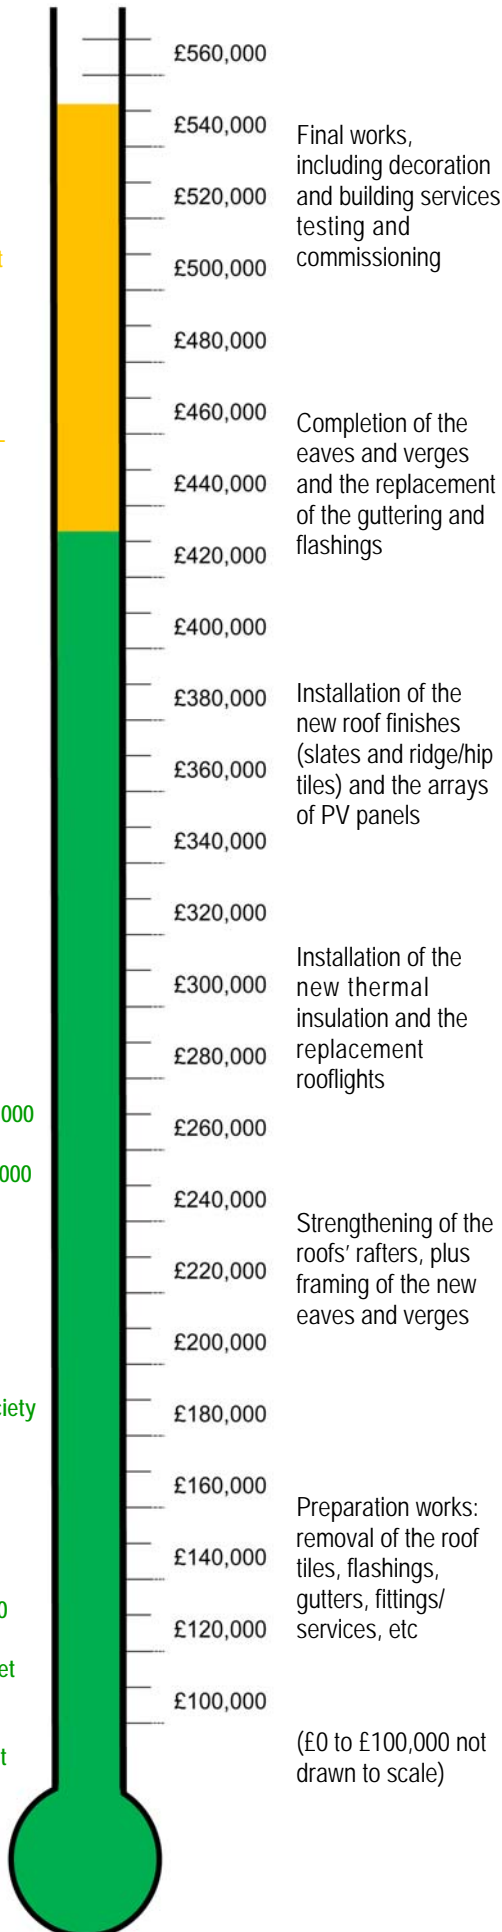 £560,000
£540,000
Final works,
including decoration
and building services
testing and
commissioning
£520,000
£500,000
t
£480,000
£460,000
Completion of the
eaves and verges
and the replacement
of the guttering and
flashings
£440,000
£420,000
£400,000
£380,000
Installation of the
new roof finishes
(slates and ridge/hip
tiles) and the arrays
of PV panels
£360,000
£340,000
£320,000
£300,000
Installation of the
new thermal
insulation and the
replacement
rooflights
£280,000
£260,000
000
000
£240,000
£220,000
Strengthening of the
roofs' rafters, plus
framing of the new
eaves and verges
£200,000
£180,000
ciety
£160,000
£140,000
Preparation works:
removal of the roof
tiles, flashings,
gutters, fittings/
services, etc
£120,000
0
et
£100,000
t
(£0 to £100,000 not
drawn to scale)